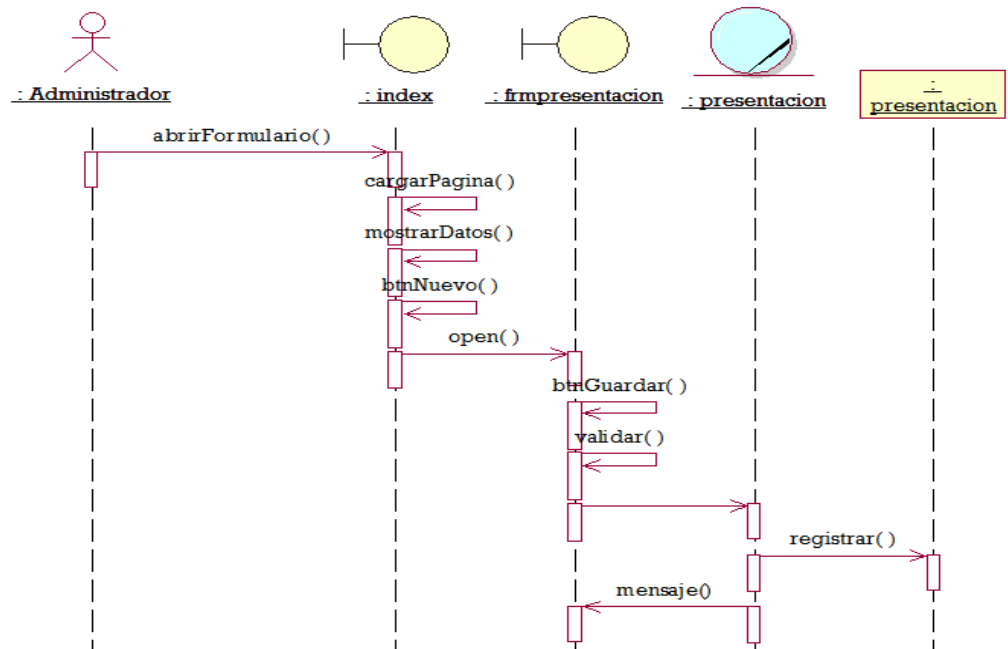 : Administrador
: index
: frmpresentacion
: presentacion
:
presentacion
abrirFormulario()
cargarPagina()
mostrarDatos()
btnNuevo()
open()
btnGuardar()
validar()
registrar()
mensaje()